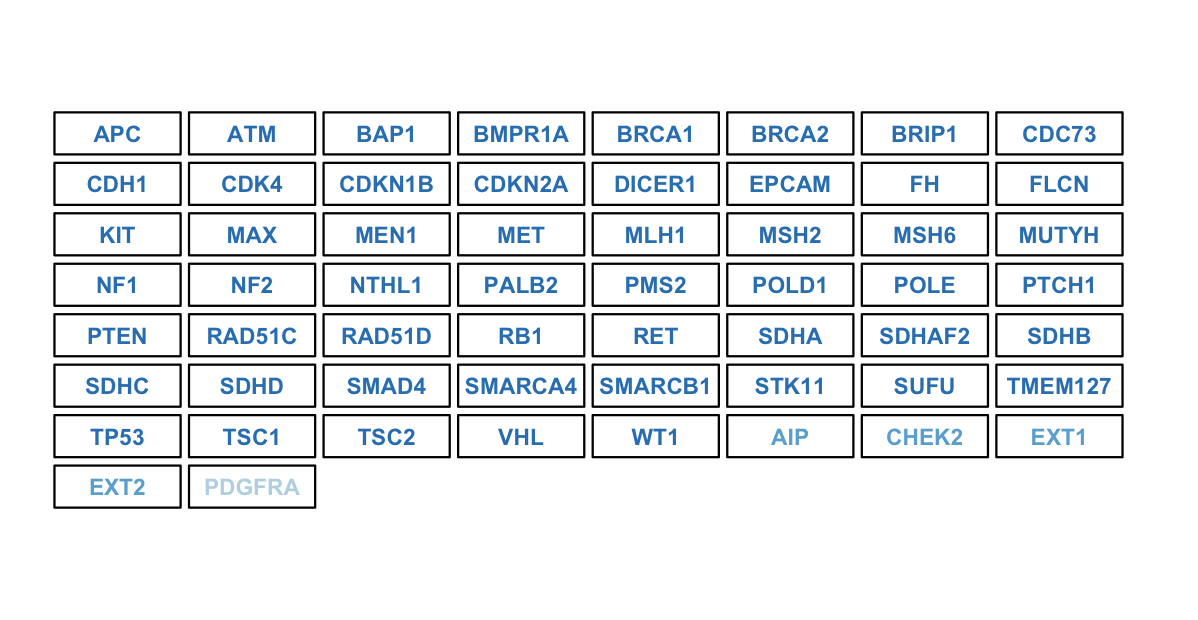 APC ATM BAP1 BMPR1A BRCA1 BRCA2 BRIP1 CDC73
CDH1 CDK4 CDKN1B CDKN2A DICER1 EPCAM FH FLCN
KIT MAX MEN1 MET MLH1 MSH2 MSH6 MUTYH
NF1 NF2 NTHL1 PALB2 PMS2 POLD1 POLE PTCH1
PTEN RAD51C RAD51D RB1 RET SDHA SDHAF2 SDHB
SDHC SDHD SMAD4 SMARCA4 SMARCB1 STK11 SUFU TMEM127
TP53 TSC1 TSC2 VHL WT1 AIP CHEK2 EXT1
EXT2 PDGFRA